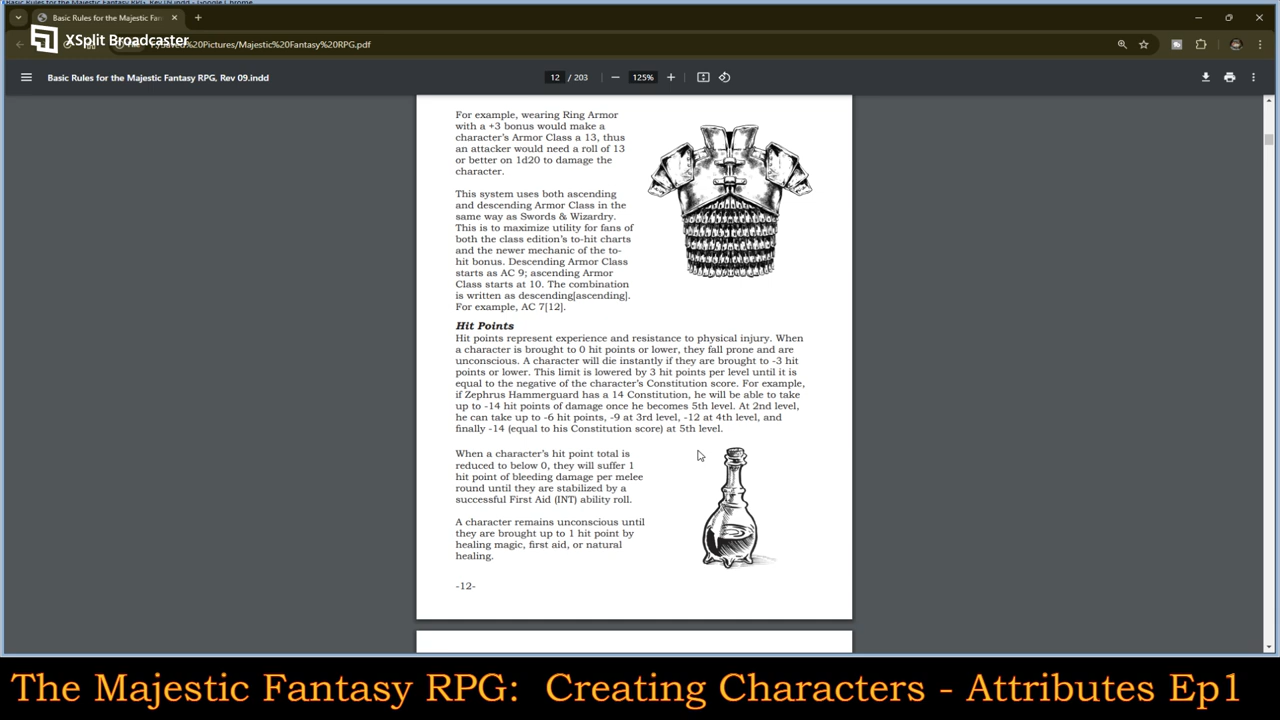 Basic Rules for the Majestic Fantasy RPG, Rev 09.indd - Google Chrome
Basic Rules for the Majestic Fan
XSplit Broadcaster
Pictures/Majestic%20Fantasy%20RPG.pdf
Basic Rules for the Majestic Fantasy RPG, Rev 09.indd
12 / 203
125%
For example, wearing Ring Armor
with a +3 bonus would make a
character's Armor Class a 13, thus
an attacker would need a roll of 13
or better on 1d20 to damage the
character.
This system uses both ascending
and descending Armor Class in the
same way as Swords & Wizardry.
This is to maximize utility for fans of
both the class edition's to-hit charts
and the newer mechanic of the to-
hit bonus. Descending Armor Class
starts as AC 9; ascending Armor
Class starts at 10. The combination
is written as descending[ascending].
For example, AC 7[12].
Hit Points
Hit points represent experience and resistance to physical injury. When
a character is brought to 0 hit points or lower, they fall prone and are
unconscious. A character will die instantly if they are brought to -3 hit
points or lower. This limit is lowered by 3 hit points per level until it is
equal to the negative of the character's Constitution score. For example,
if Zephrus Hammerguard has a 14 Constitution, he will be able to take
up to -14 hit points of damage once he becomes 5th level. At 2nd level,
he can take up to -6 hit points, -9 at 3rd level, -12 at 4th level, and
finally -14 (equal to his Constitution score) at 5th level.
When a character's hit point total is
reduced to below 0, they will suffer 1
hit point of bleeding damage per melee
round until they are stabilized by a
successful First Aid (INT) ability roll.
A character remains unconscious until
they are brought up to 1 hit point by
healing magic, first aid, or natural
healing.
-12-
The Majestic Fantasy RPG: Creating Characters - Attributes Ep1